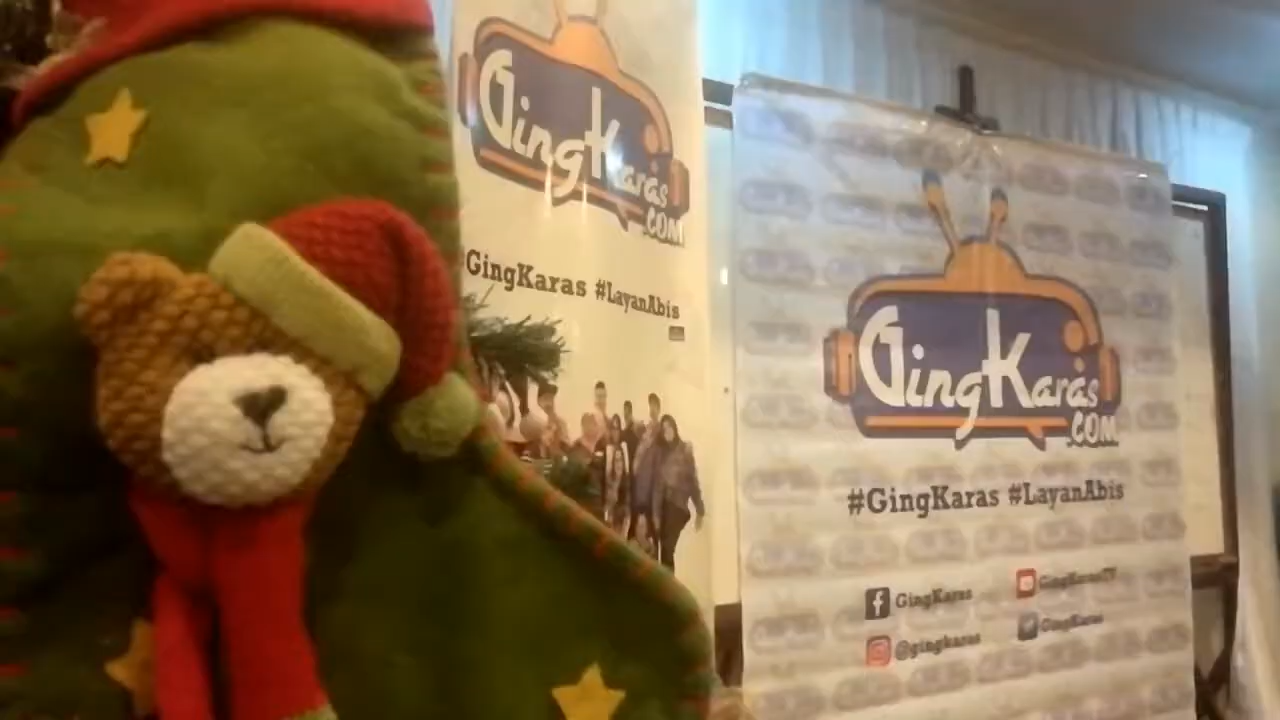 GingKaras
.COM
GingKaras #LayanAbis
GingKaras
.COM
#GingKaras #LayanAbis
GingKaras
GingKarasTV
@gingkaras
GingKaras